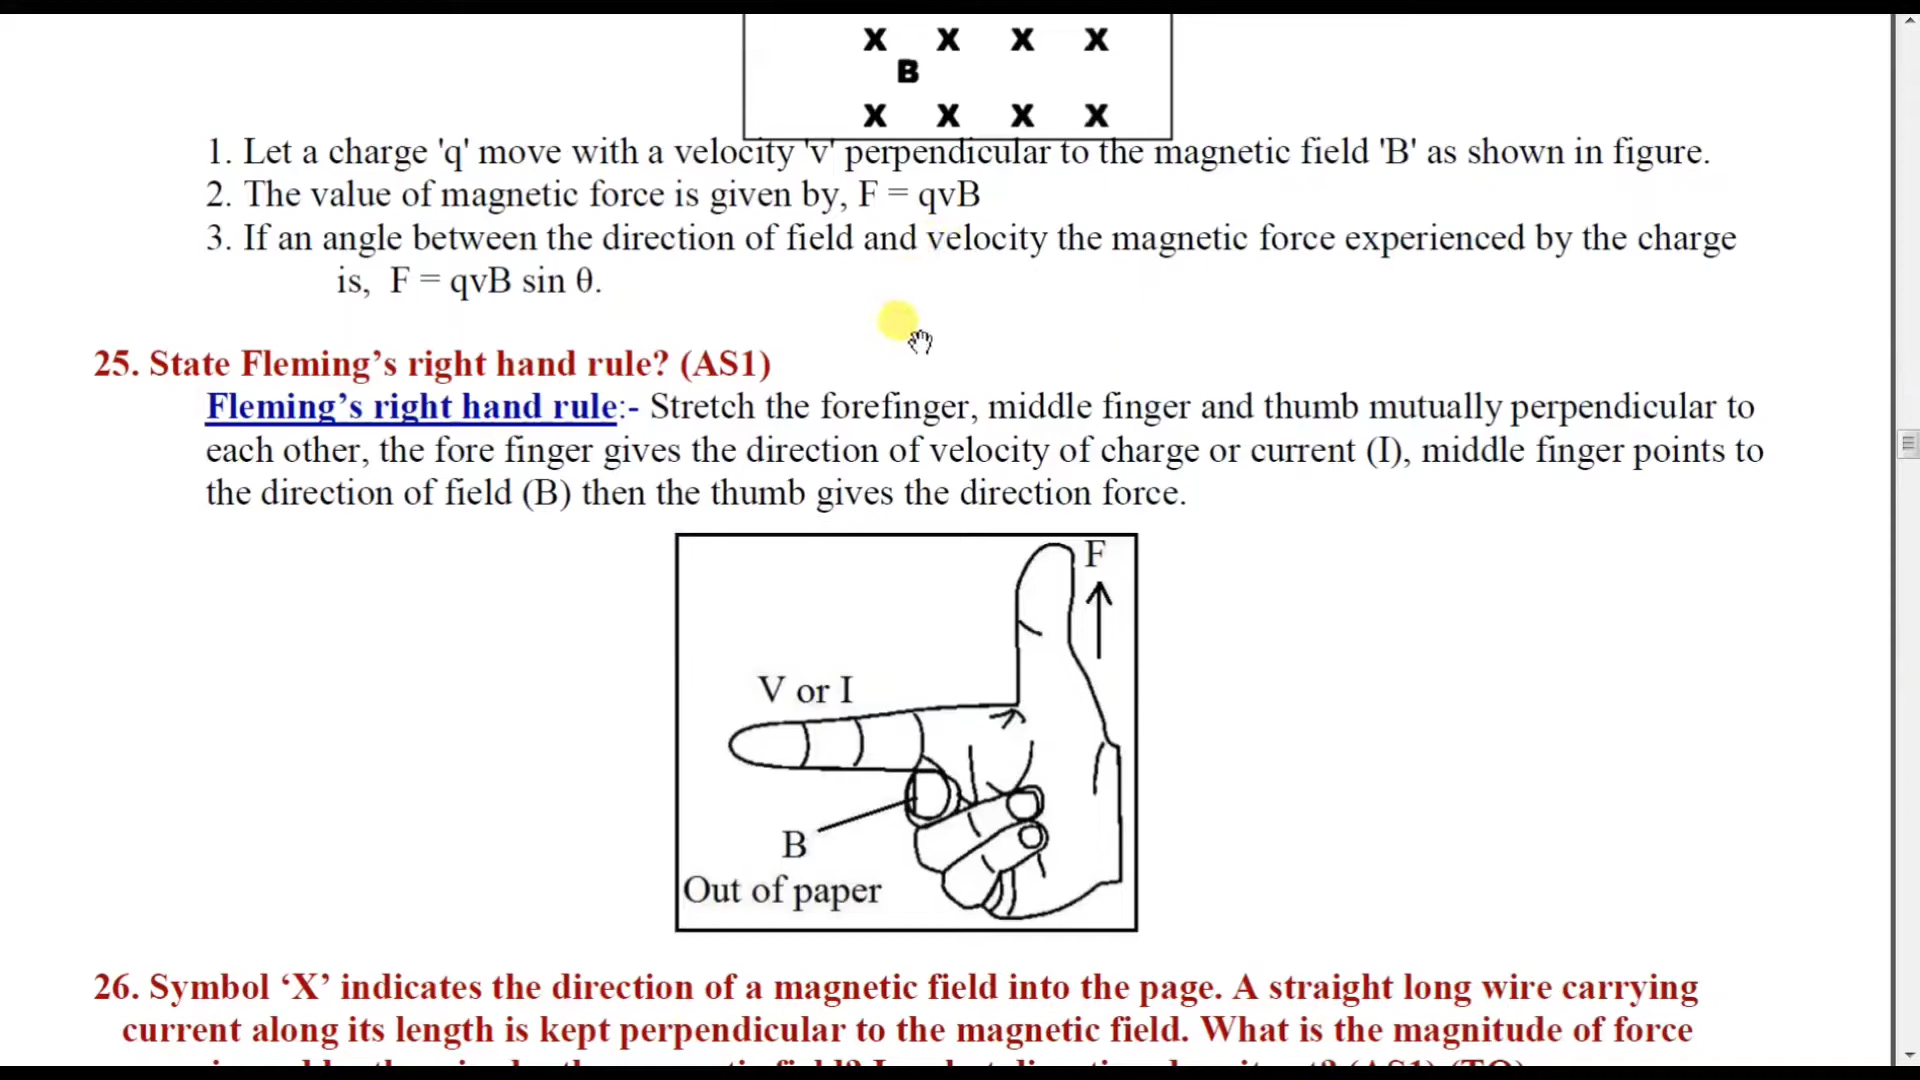 X X X X
B
X X X X
1. Let a charge 'q' move with a velocity 'v' perpendicular to the magnetic field 'B' as shown in figure.
2. The value of magnetic force is given by, F = qvB
3. If an angle between the direction of field and velocity the magnetic force experienced by the charge
is, F = qvB sin θ.
25. State Fleming’s right hand rule? (AS1)
Fleming’s right hand rule:- Stretch the forefinger, middle finger and thumb mutually perpendicular to
each other, the fore finger gives the direction of velocity of charge or current (I), middle finger points to
the direction of field (B) then the thumb gives the direction force.
F
V or I
B
Out of paper
26. Symbol ‘X’ indicates the direction of a magnetic field into the page. A straight long wire carrying
current along its length is kept perpendicular to the magnetic field. What is the magnitude of force